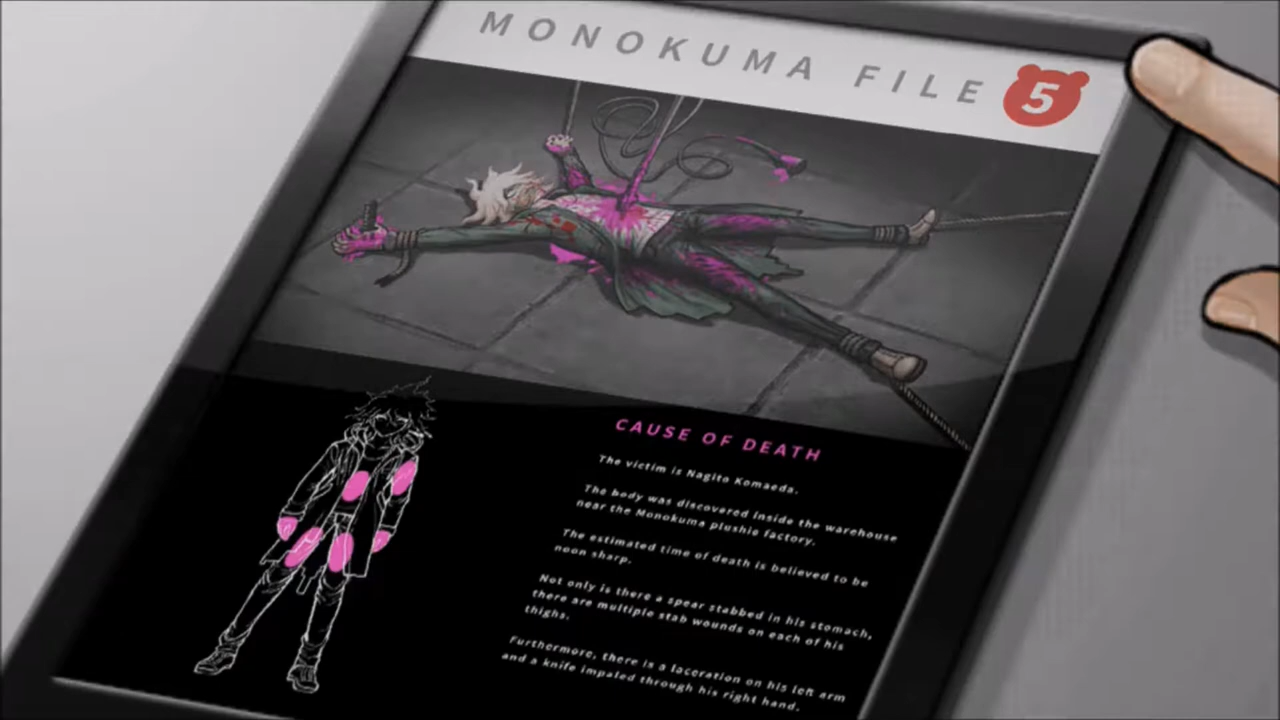 MONOKUMA FILE 5
CAUSE OF DEATH
The victim is Nagito Komaeda.
The body was discovered inside the warehouse
near the Monokuma plushie factory.
The estimated time of death is believed to be
noon sharp.
Not only is there a spear stabbed in his stomach,
there are multiple stab wounds on each of his
thighs.
Furthermore, there is a laceration on his left arm
and a knife impaled through his right hand.